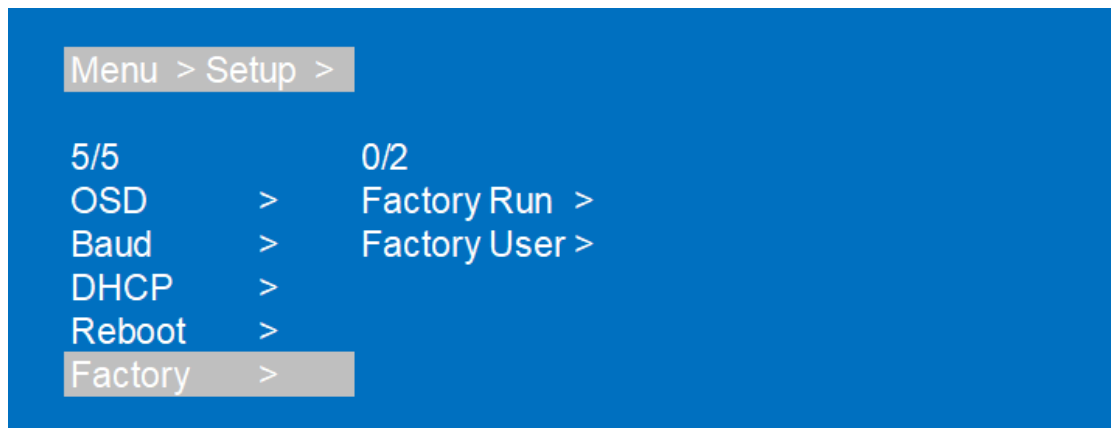 Menu > Setup >
5/5 0/2
OSD > Factory Run >
Baud > Factory User >
DHCP >
Reboot >
Factory >